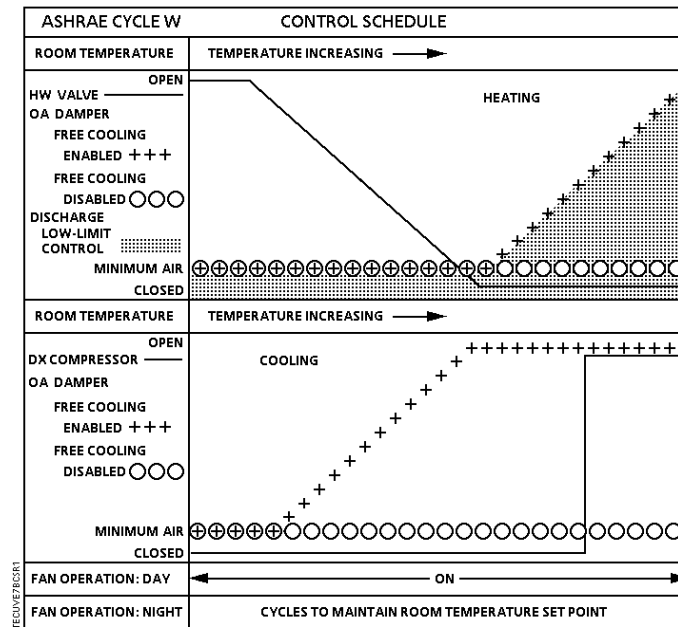 ASHRAE CYCLE W CONTROL SCHEDULE
ROOM TEMPERATURE TEMPERATURE INCREASING
OPEN
HW VALVE
HEATING
OA DAMPER
FREE COOLING
ENABLED +++
FREE COOLING
DISABLED
DISCHARGE
LOW-LIMIT
CONTROL
MINIMUM AIR
CLOSED
ROOM TEMPERATURE TEMPERATURE INCREASING
OPEN
DX COMPRESSOR COOLING
OA DAMPER
FREE COOLING
ENABLED +++
FREE COOLING
DISABLED
MINIMUM AIR
CLOSED
FAN OPERATION: DAY ON
FAN OPERATION: NIGHT CYCLES TO MAINTAIN ROOM TEMPERATURE SET POINT